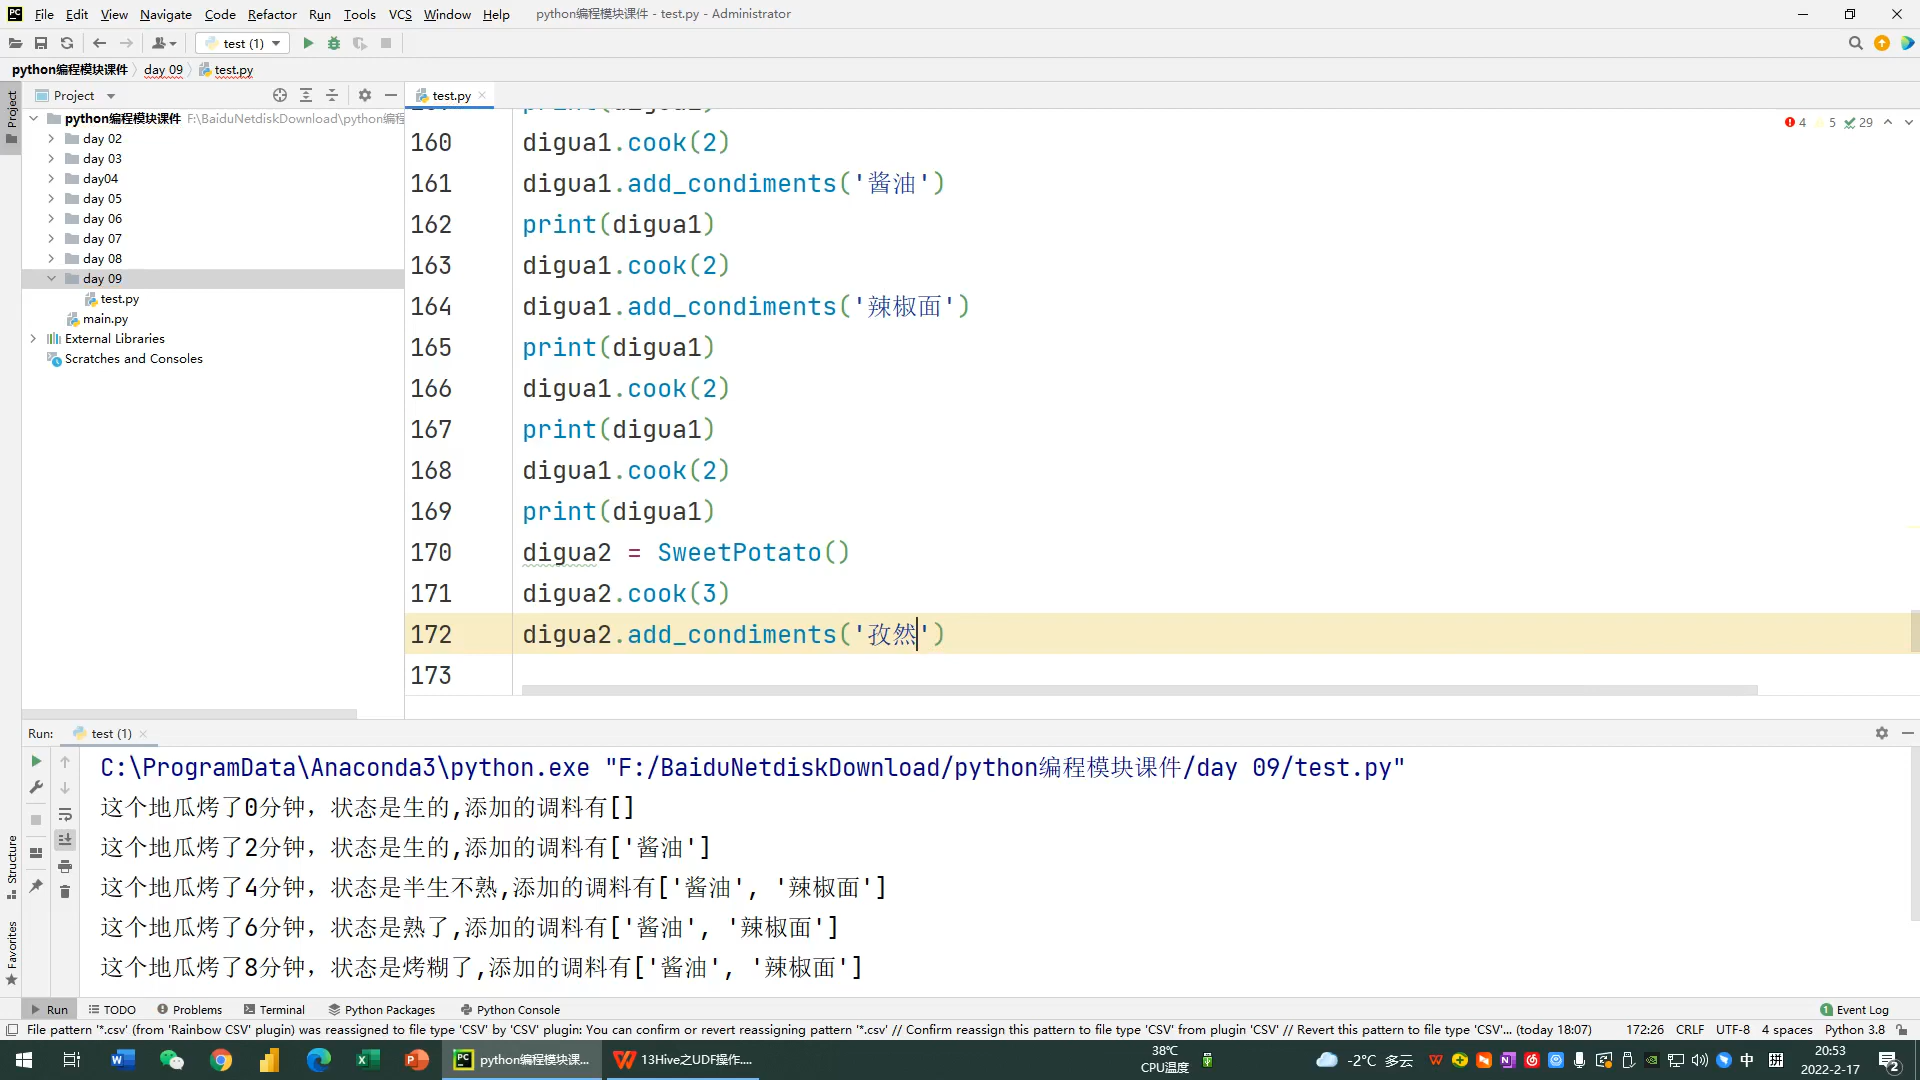 File Edit View Navigate Code Refactor Run Tools VCS Window Help python编程模块课件 - test.py - Administrator
test (1)
python编程模块课件 day 09 test.py
Project
Project
test.py
python编程模块课件 F:\BaiduNetdiskDownload\python编程
day 02
day 03
day04
day 05
day 06
day 07
day 08
day 09
test.py
main.py
External Libraries
Scratches and Consoles
4 5 29
160 digua1.cook(2)
161 digua1.add_condiments('酱油')
162 print(digua1)
163 digua1.cook(2)
164 digua1.add_condiments('辣椒面')
165 print(digua1)
166 digua1.cook(2)
167 print(digua1)
168 digua1.cook(2)
169 print(digua1)
170 digua2 = SweetPotato()
171 digua2.cook(3)
172 digua2.add_condiments('孜然')
173
Run: test (1)
C:\ProgramData\Anaconda3\python.exe "F:/BaiduNetdiskDownload/python编程模块课件/day 09/test.py"
这个地瓜烤了0分钟，状态是生的,添加的调料有[]
这个地瓜烤了2分钟，状态是生的,添加的调料有['酱油']
这个地瓜烤了4分钟，状态是半生不熟,添加的调料有['酱油', '辣椒面']
这个地瓜烤了6分钟，状态是熟了,添加的调料有['酱油', '辣椒面']
这个地瓜烤了8分钟，状态是烤糊了,添加的调料有['酱油', '辣椒面']
Structure
Favorites
Run TODO Problems Terminal Python Packages Python Console 1 Event Log
File pattern '*.csv' (from 'Rainbow CSV' plugin) was reassigned to file type 'CSV' by 'CSV' plugin: You can confirm or revert reassigning pattern '*.csv' // Confirm reassign this pattern to file type 'CSV' from plugin 'CSV' // Revert this pattern to file type 'CSV'... (today 18:07) 172:26 CRLF UTF-8 4 spaces Python 3.8
python编程模块课... 13Hive之UDF操作....
38℃
CPU温度
-2°C 多云
中
拼
20:53
2022-2-17
2